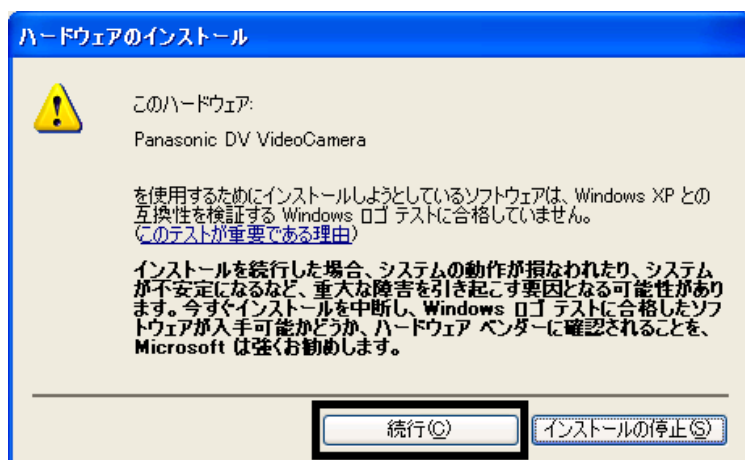 ハードウェアのインストール
このハードウェア:
Panasonic DV VideoCamera
を使用するためにインストールしようとしているソフトウェアは、Windows XP との
互換性を検証する Windows ロゴ テストに合格していません。
(このテストが重要である理由)
インストールを続行した場合、システムの動作が損なわれたり、システム
が不安定になるなど、重大な障害を引き起こす要因となる可能性があり
ます。今すぐインストールを中断し、Windows ロゴ テストに合格したソフ
トウェアが入手可能かどうか、ハードウェア ベンダーに確認されることを、
Microsoft は強くお勧めします。
続行(C)
インストールの停止(S)